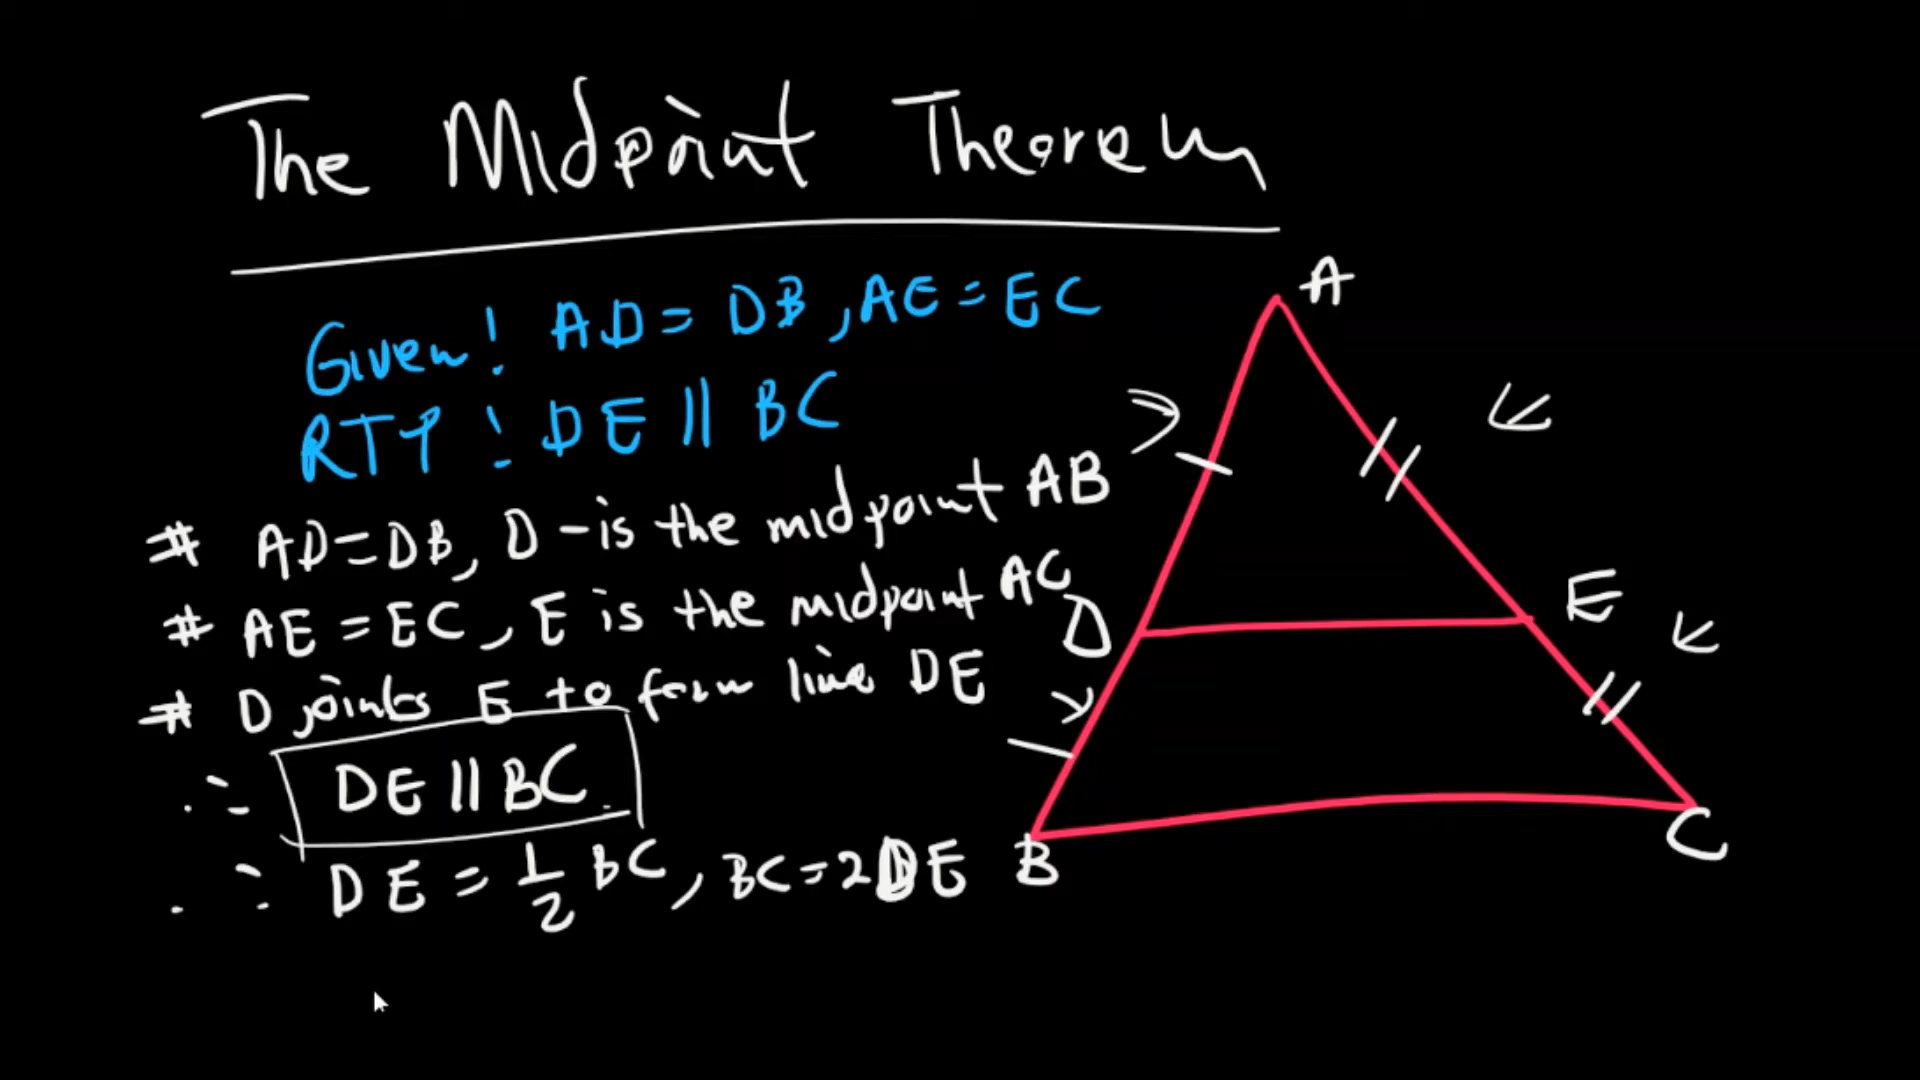 The Midpoint Theorem
Given: AD = DB, AE = EC
RTP: DE || BC
# AD=DB, D - is the midpoint AB
# AE = EC, E is the midpoint AC
# D joints E to form line DE
∴ DE || BC
∴ DE = 1/2 BC, BC = 2DE
A
D
E
B
C